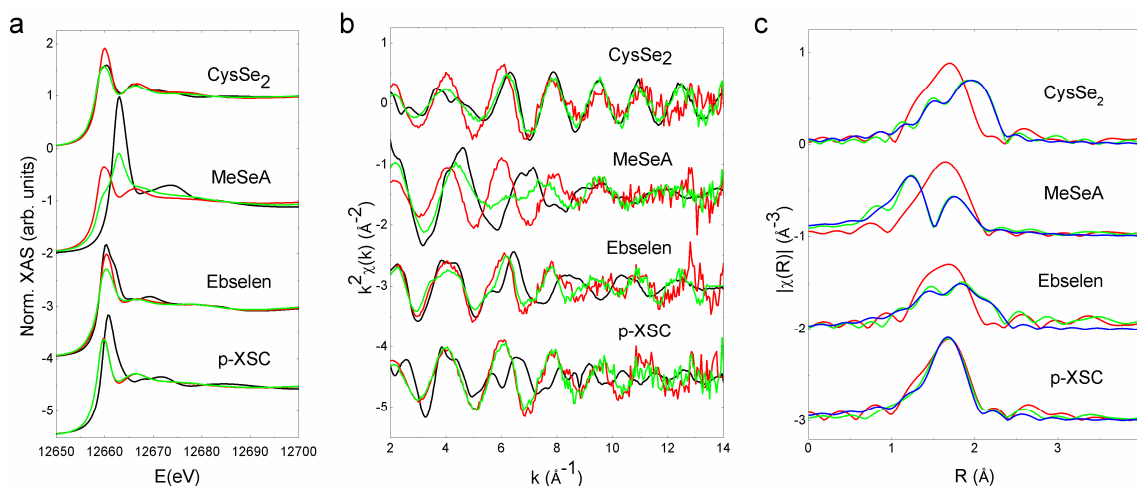 a
2
1
0
-1
-2
-3
-4
-5
CysSe2
MeSeA
Ebselen
p-XSC
Norm. XAS (arb. units)
12650 12660 12670 12680 12690 12700
E(eV)
b
1
0
-1
-2
-3
-4
-5
CysSe2
MeSeA
Ebselen
p-XSC
k2χ(k) (Å-2)
2 4 6 8 10 12 14
k (Å-1)
c
1
0
-1
-2
-3
CysSe2
MeSeA
Ebselen
p-XSC
|χ(R)| (Å-3)
0 1 2 3
R (Å)